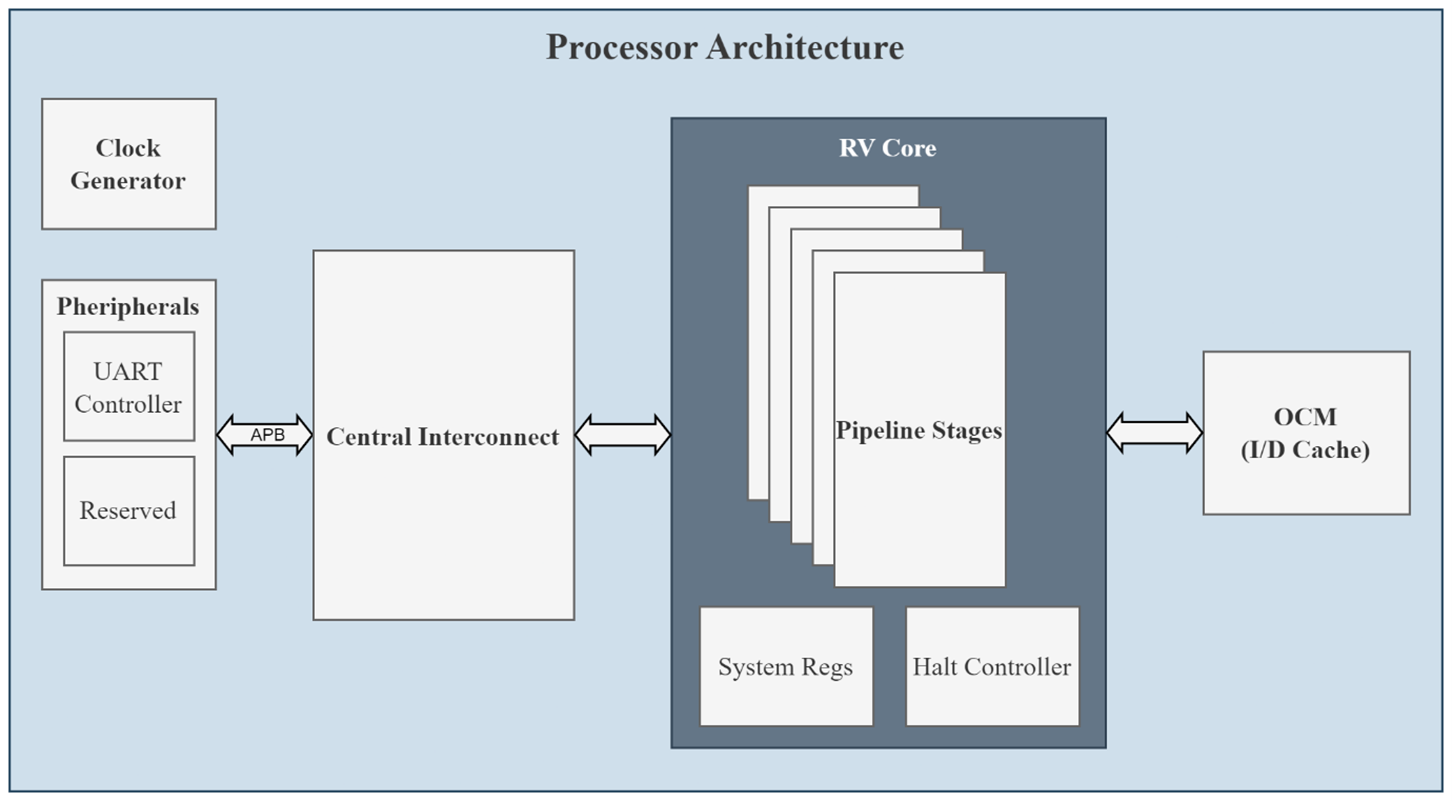 Processor Architecture
Clock
Generator
Pheripherals
UART
Controller
Reserved
APB
Central Interconnect
RV Core
Pipeline Stages
System Regs
Halt Controller
OCM
(I/D Cache)